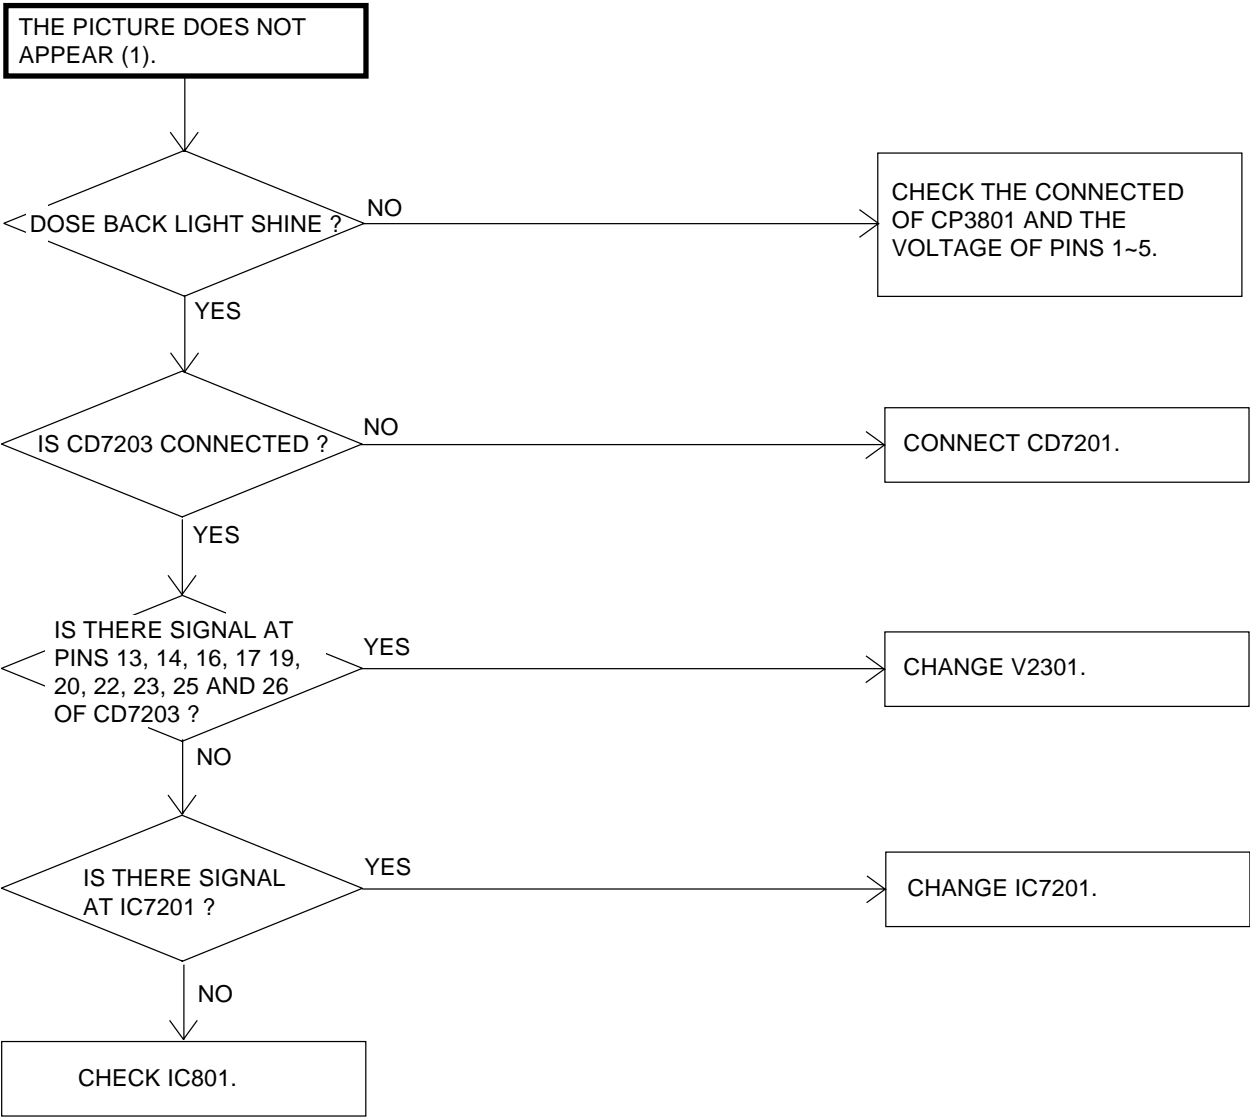 THE PICTURE DOES NOT
APPEAR (1).
DOSE BACK LIGHT SHINE ?
NO
CHECK THE CONNECTED
OF CP3801 AND THE
VOLTAGE OF PINS 1~5.
YES
IS CD7203 CONNECTED ?
NO
CONNECT CD7201.
YES
IS THERE SIGNAL AT
PINS 13, 14, 16, 17 19,
20, 22, 23, 25 AND 26
OF CD7203 ?
YES
CHANGE V2301.
NO
IS THERE SIGNAL
AT IC7201 ?
YES
CHANGE IC7201.
NO
CHECK IC801.